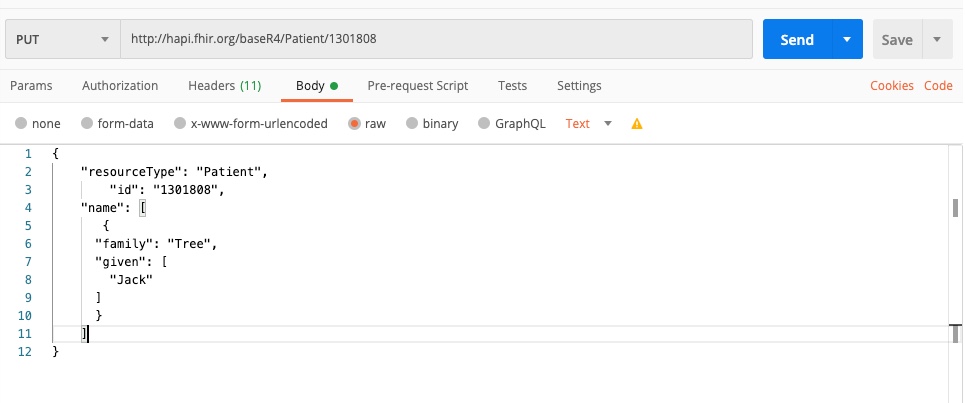 PUT http://hapi.fhir.org/baseR4/Patient/1301808 Send Save
Params Authorization Headers (11) Body Pre-request Script Tests Settings Cookies Code
none form-data x-www-form-urlencoded raw binary GraphQL Text
1 {
2 "resourceType": "Patient",
3 "id": "1301808",
4 "name": [
5 {
6 "family": "Tree",
7 "given": [
8 "Jack"
9 ]
10 }
11 ]
12 }